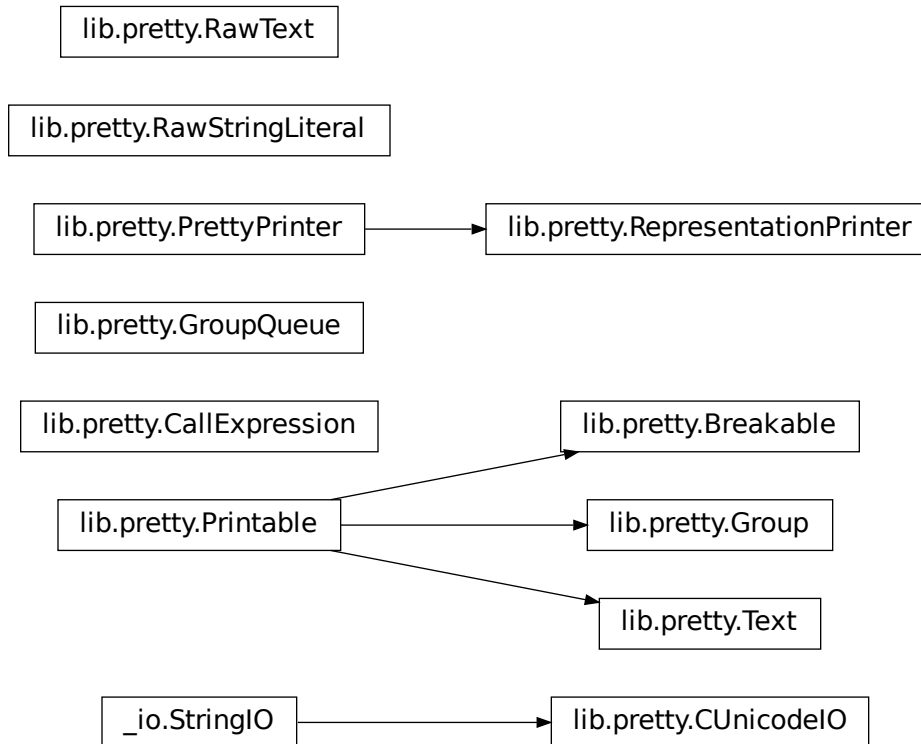 lib.pretty.RawText
lib.pretty.RawStringLiteral
lib.pretty.PrettyPrinter
lib.pretty.RepresentationPrinter
lib.pretty.GroupQueue
lib.pretty.CallExpression
lib.pretty.Breakable
lib.pretty.Printable
lib.pretty.Group
lib.pretty.Text
_io.StringIO
lib.pretty.CUnicodeIO